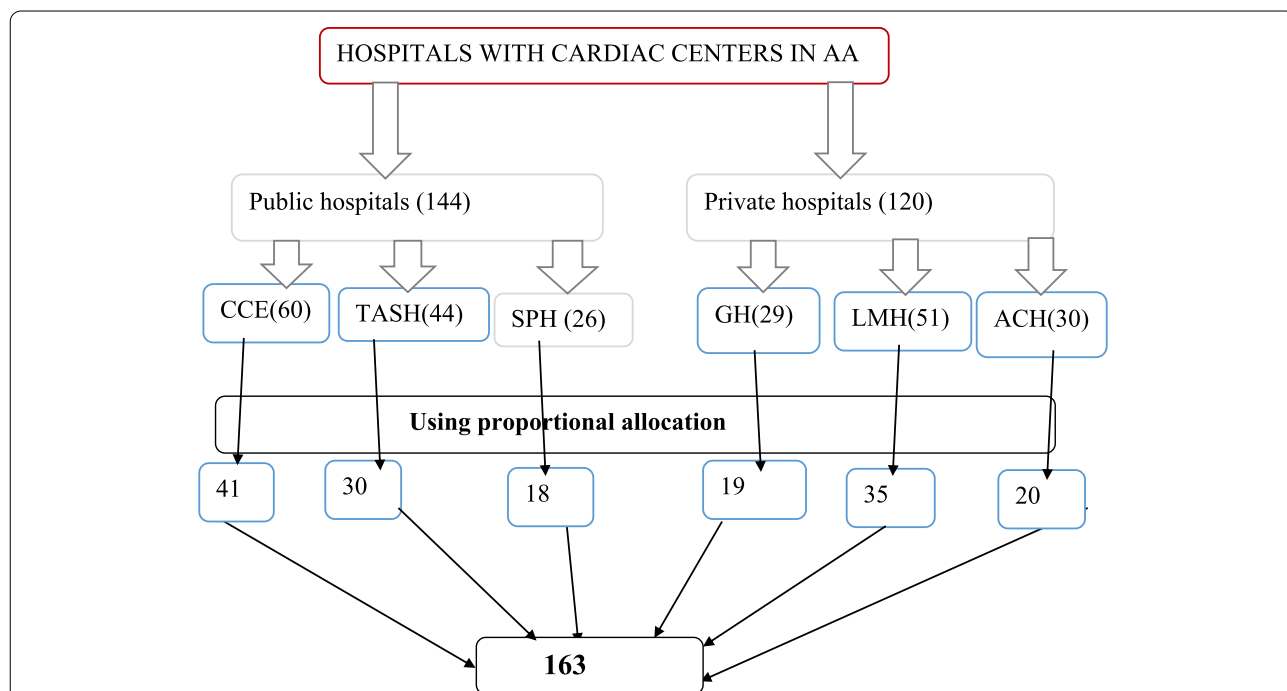 HOSPITALS WITH CARDIAC CENTERS IN AA
Public hospitals (144)
Private hospitals (120)
CCE(60)
TASH(44)
SPH (26)
GH(29)
LMH(51)
ACH(30)
Using proportional allocation
41
30
18
19
35
20
163